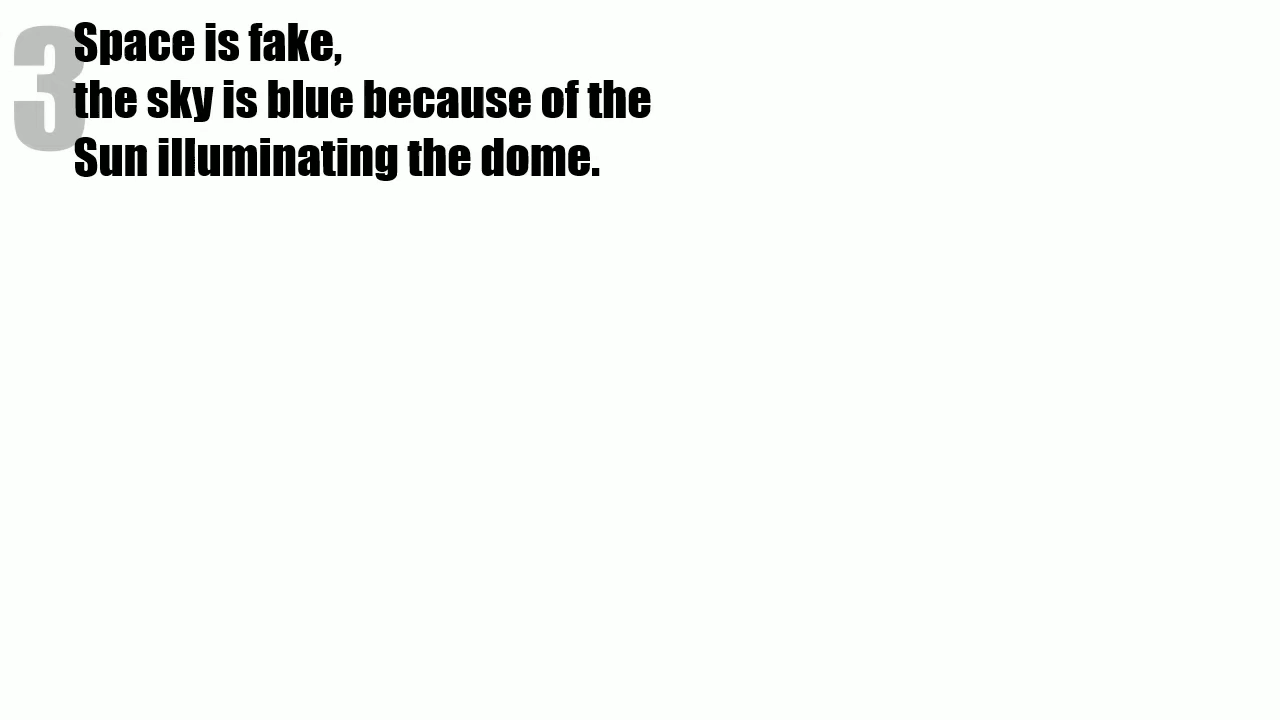 3
Space is fake,
the sky is blue because of the
Sun illuminating the dome.